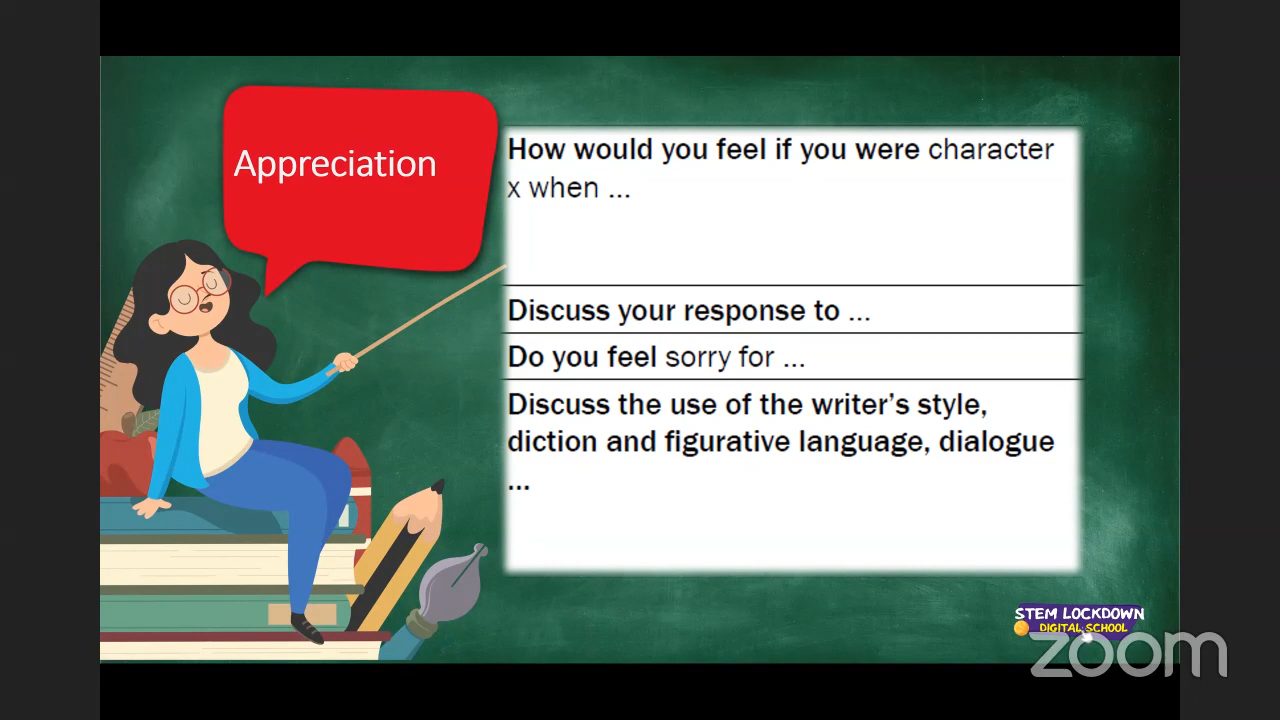 Appreciation
How would you feel if you were character
x when ...
Discuss your response to ...
Do you feel sorry for ...
Discuss the use of the writer's style,
diction and figurative language, dialogue
...
STEM LOCKDOWN
DIGITAL SCHOOL
zoom